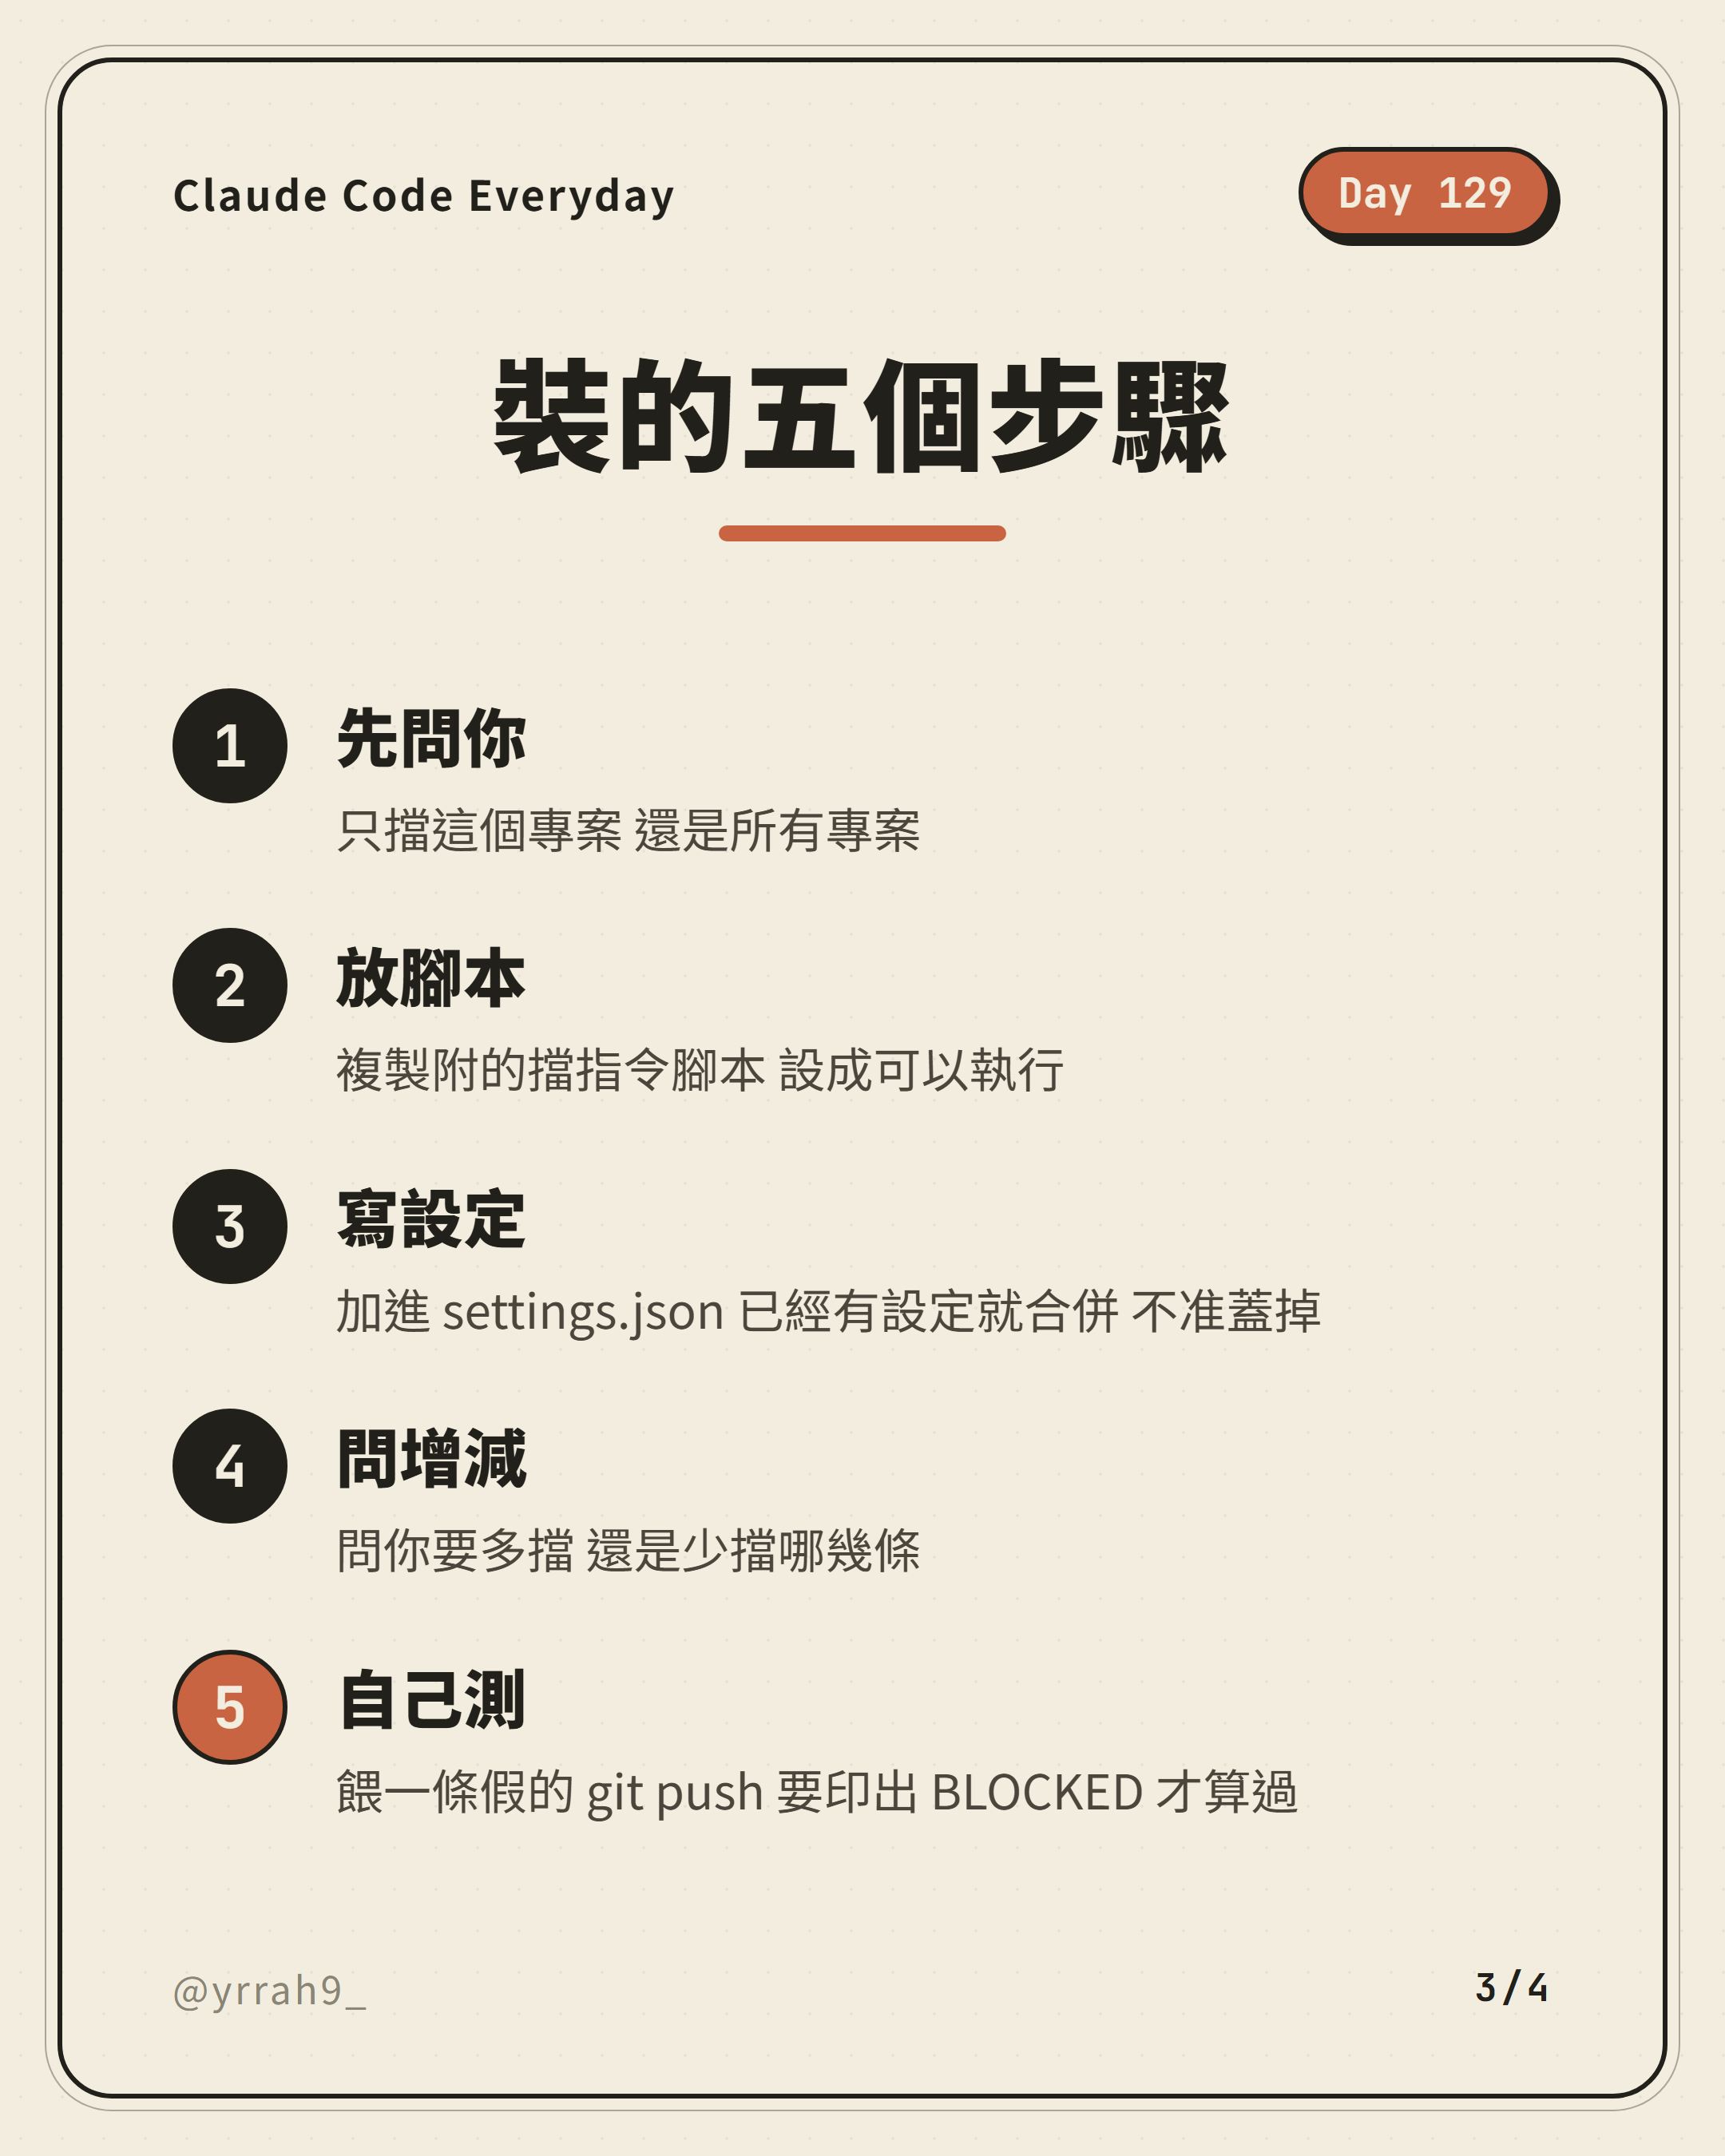 Claude Code Everyday
Day 129
裝的五個步驟
1
先問你
只擋這個專案 還是所有專案
2
放腳本
複製附的擋指令腳本 設成可以執行
3
寫設定
加進 settings.json 已經有設定就合併 不准蓋掉
4
問增減
問你要多擋 還是少擋哪幾條
5
自己測
餵一條假的 git push 要印出 BLOCKED 才算過
@yrrah9_
3/4